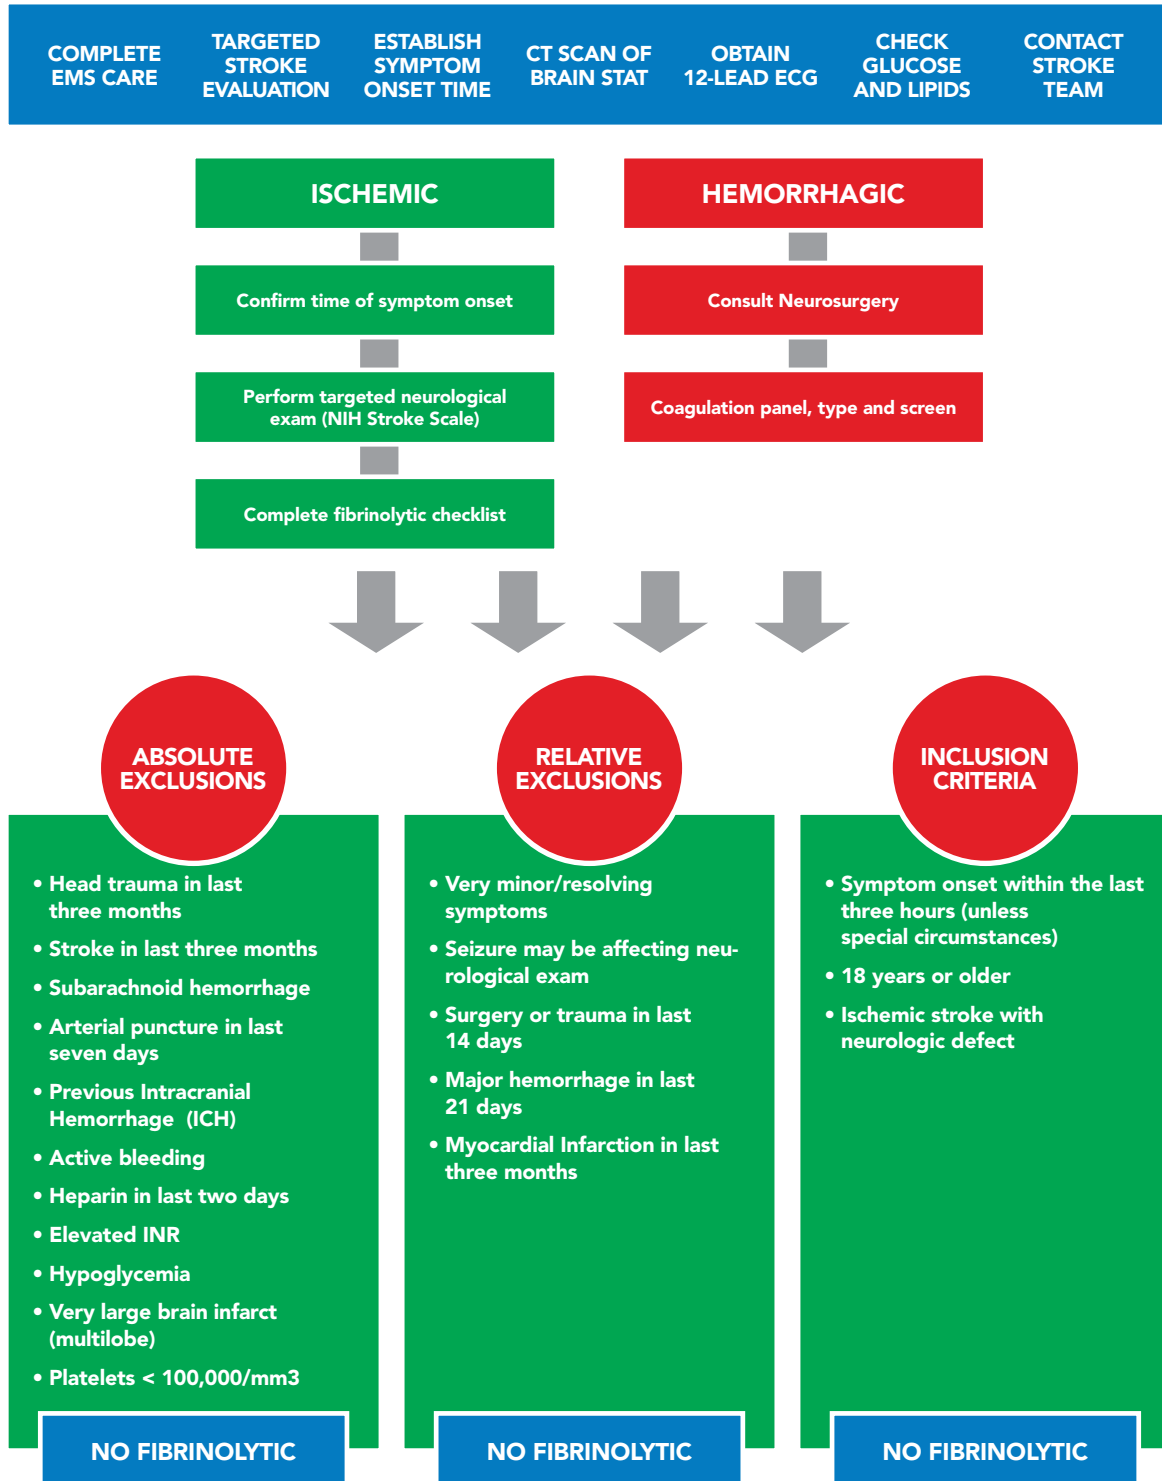 COMPLETE
EMS CARE
TARGETED
STROKE
EVALUATION
ESTABLISH
SYMPTOM
ONSET TIME
CT SCAN OF
BRAIN STAT
OBTAIN
12-LEAD ECG
CHECK
GLUCOSE
AND LIPIDS
CONTACT
STROKE
TEAM
ISCHEMIC
Confirm time of symptom onset
Perform targeted neurological
exam (NIH Stroke Scale)
Complete fibrinolytic checklist
HEMORRHAGIC
Consult Neurosurgery
Coagulation panel, type and screen
ABSOLUTE
EXCLUSIONS
• Head trauma in last
three months
• Stroke in last three months
• Subarachnoid hemorrhage
• Arterial puncture in last
seven days
• Previous Intracranial
Hemorrhage (ICH)
• Active bleeding
• Heparin in last two days
• Elevated INR
• Hypoglycemia
• Very large brain infarct
(multilobe)
• Platelets < 100,000/mm3
NO FIBRINOLYTIC
RELATIVE
EXCLUSIONS
• Very minor/resolving
symptoms
• Seizure may be affecting neu-
rological exam
• Surgery or trauma in last
14 days
• Major hemorrhage in last
21 days
• Myocardial Infarction in last
three months
NO FIBRINOLYTIC
INCLUSION
CRITERIA
• Symptom onset within the last
three hours (unless
special circumstances)
• 18 years or older
• Ischemic stroke with
neurologic defect
NO FIBRINOLYTIC